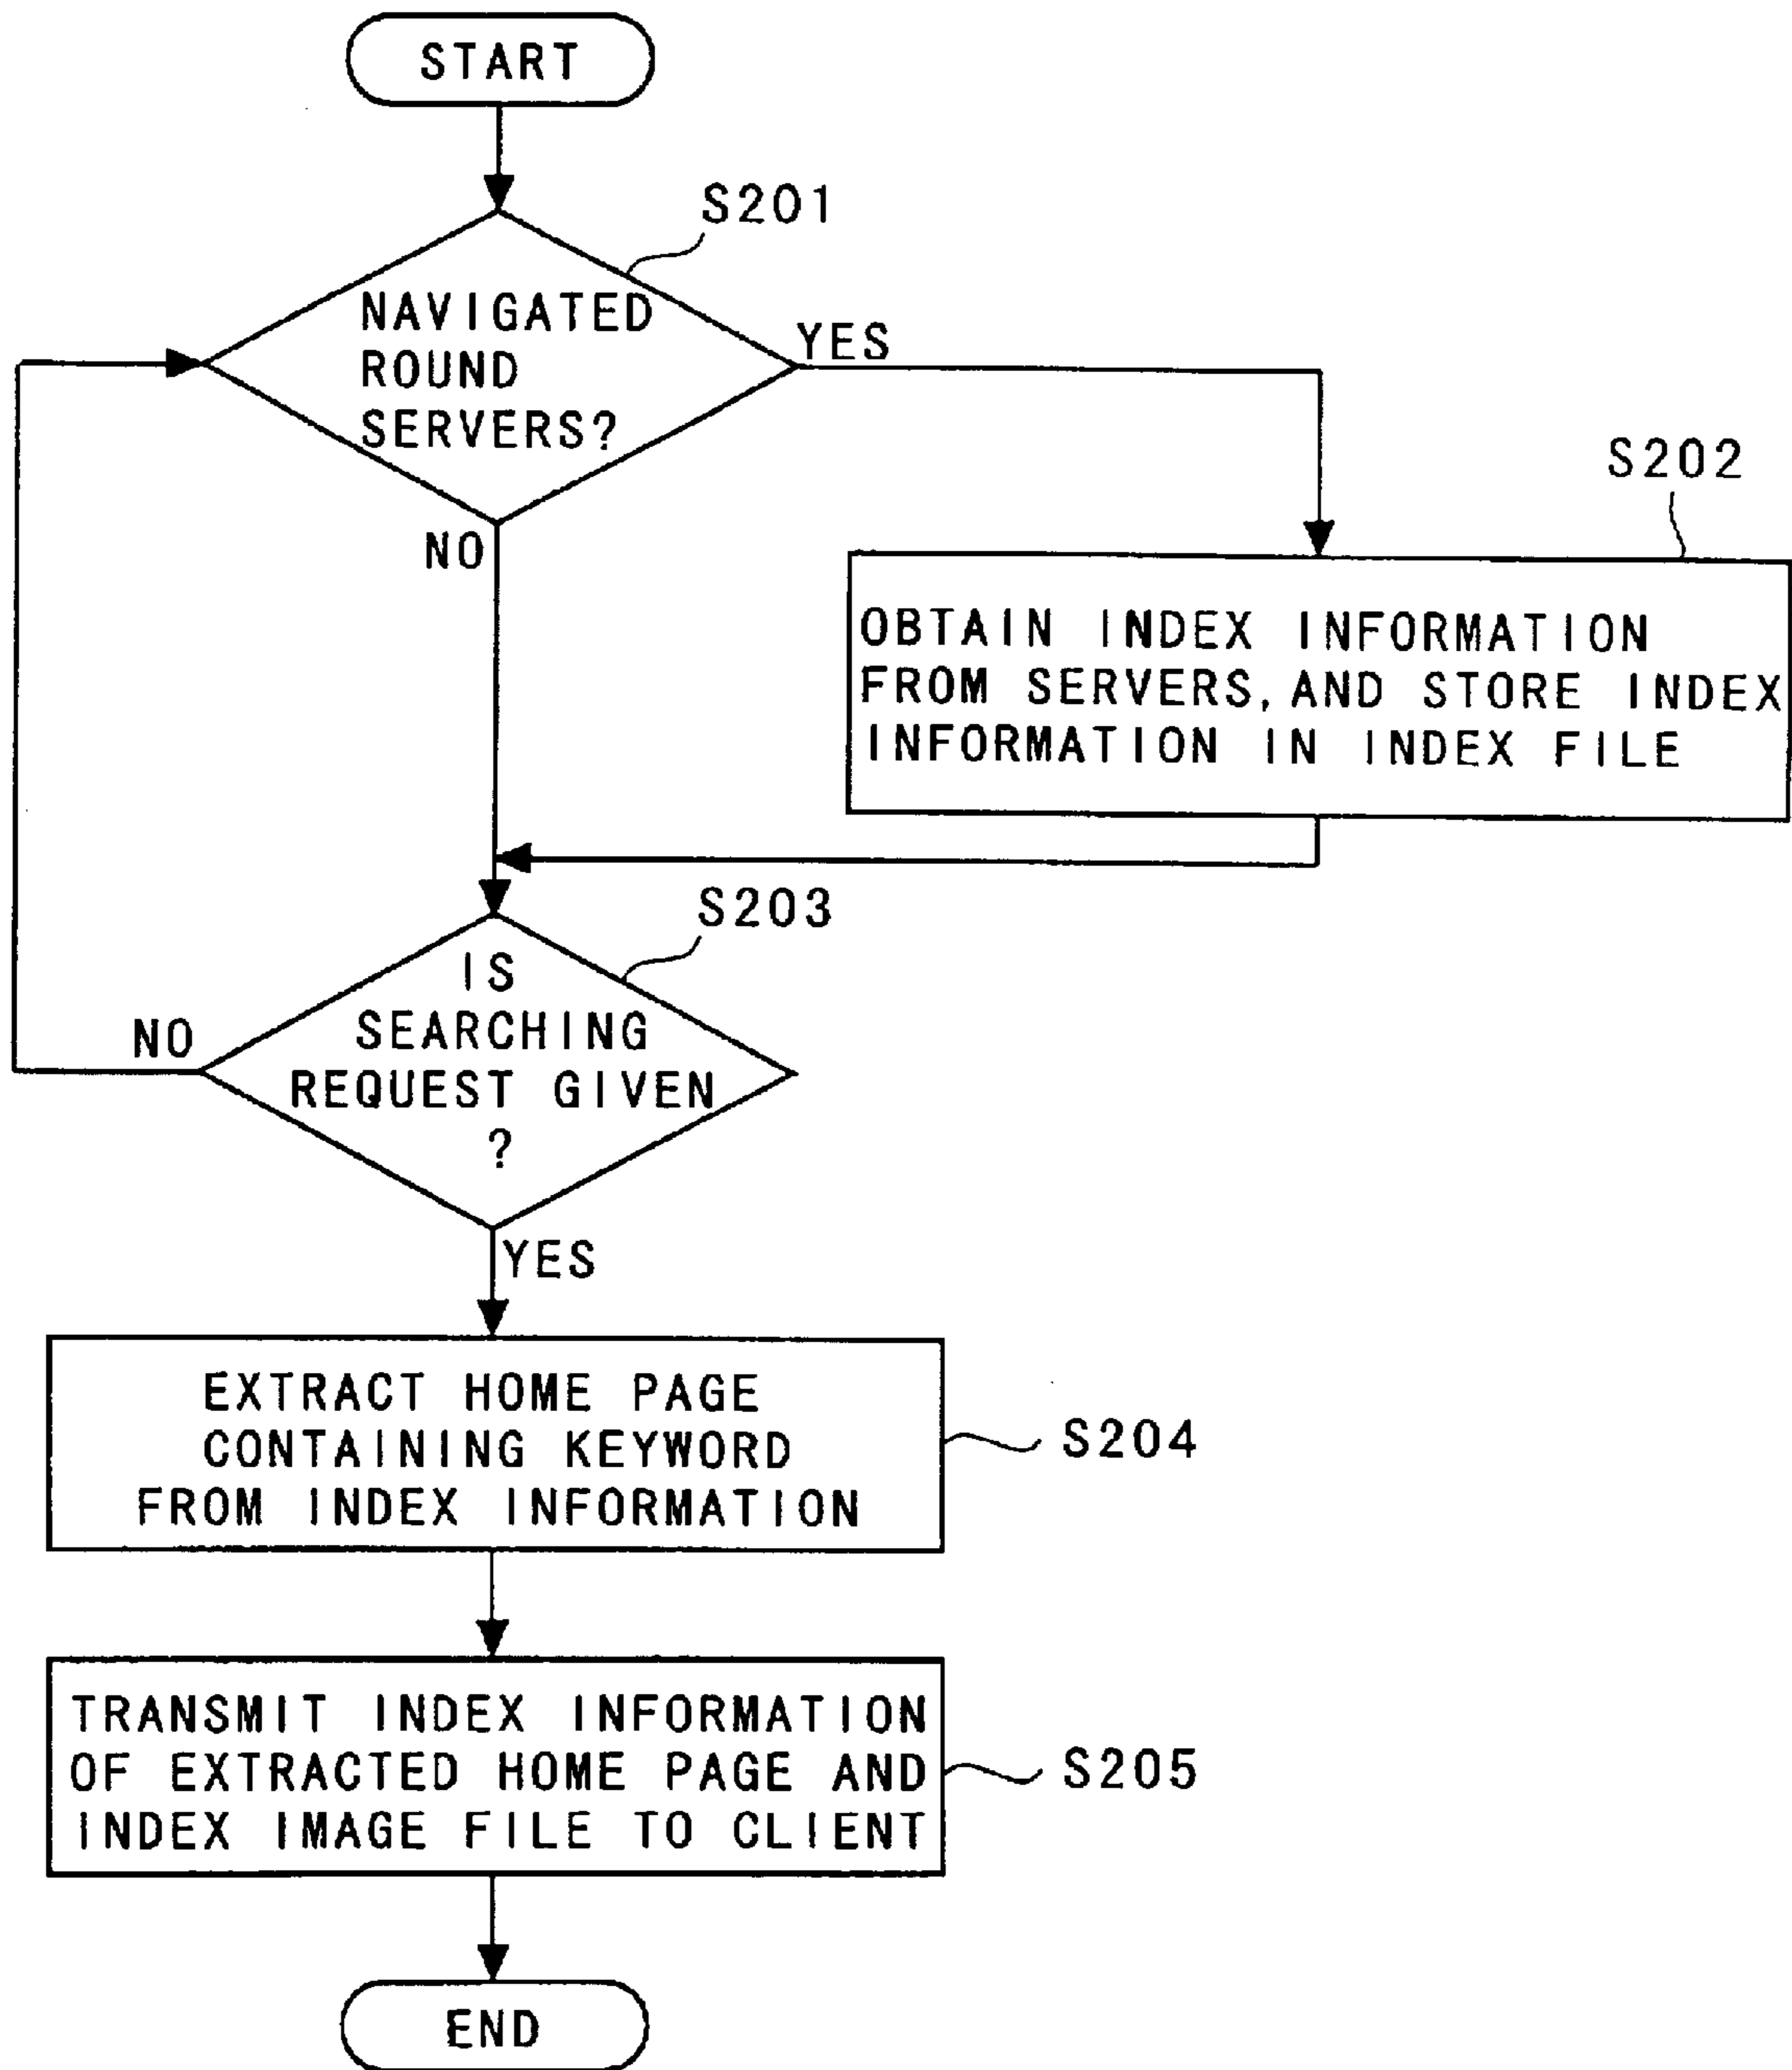 START
S201
NAVIGATED
ROUND
SERVERS?
YES
NO
S202
OBTAIN INDEX INFORMATION
FROM SERVERS, AND STORE INDEX
INFORMATION IN INDEX FILE
S203
IS
SEARCHING
REQUEST GIVEN
?
NO
YES
EXTRACT HOME PAGE
CONTAINING KEYWORD
FROM INDEX INFORMATION
S204
TRANSMIT INDEX INFORMATION
OF EXTRACTED HOME PAGE AND
INDEX IMAGE FILE TO CLIENT
S205
END